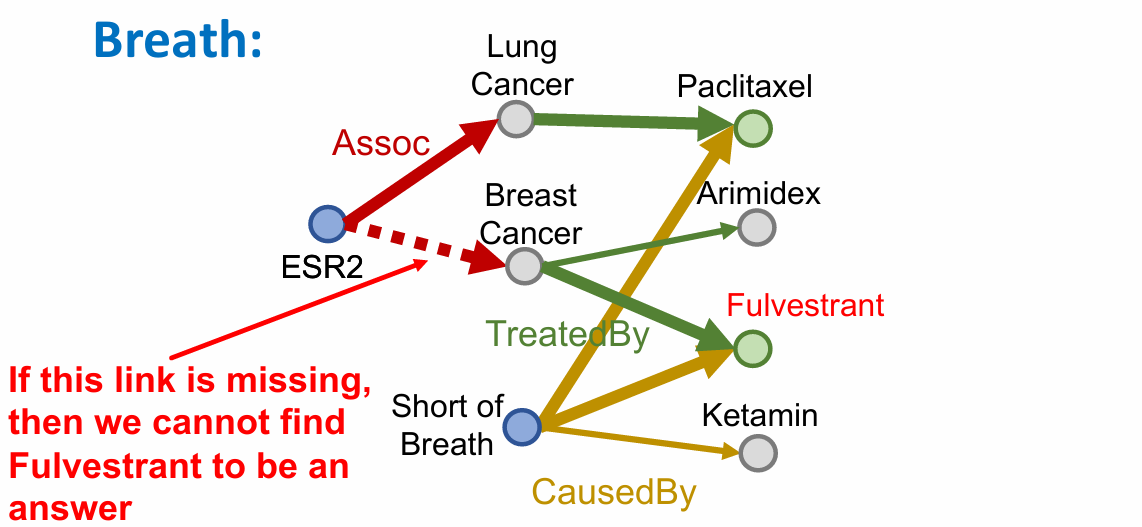 Breath:
Lung
Cancer
Paclitaxel
Assoc
Breast
Cancer
Arimidex
ESR2
Fulvestrant
TreatedBy
If this link is missing,
then we cannot find
Fulvestrant to be an
answer
Short of
Breath
Ketamin
CausedBy